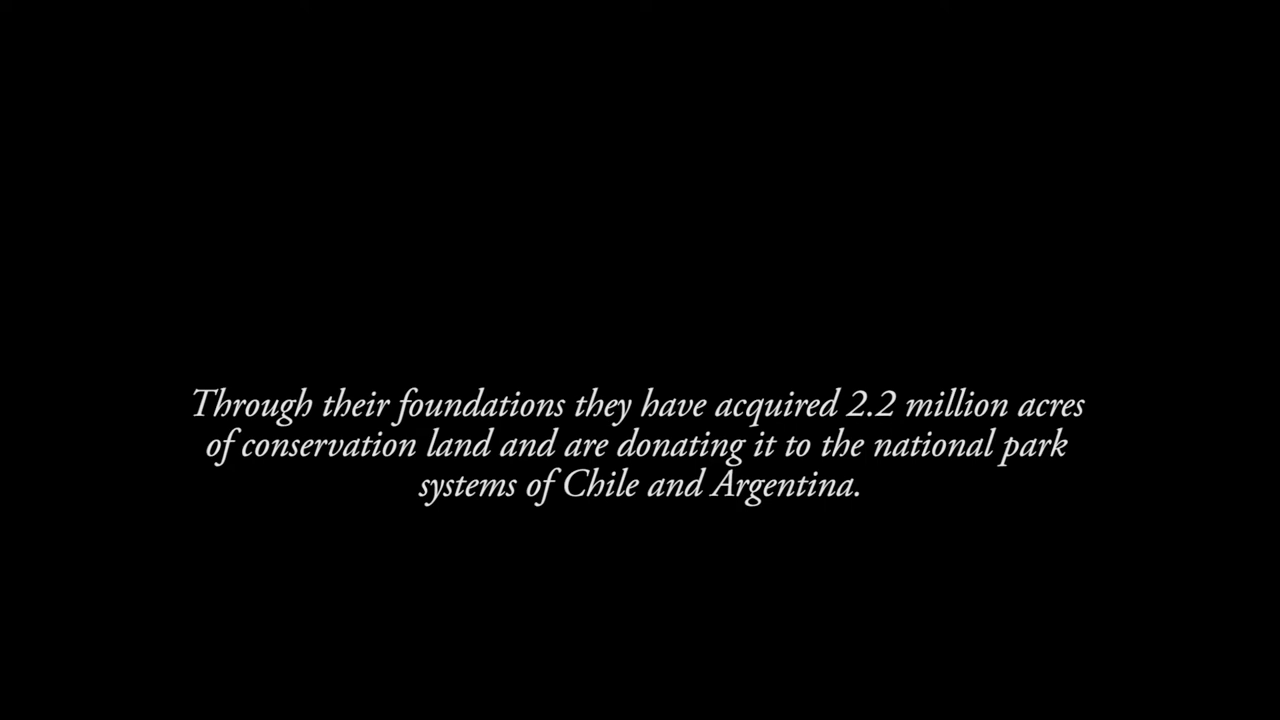 Through their foundations they have acquired 2.2 million acres
of conservation land and are donating it to the national park
systems of Chile and Argentina.